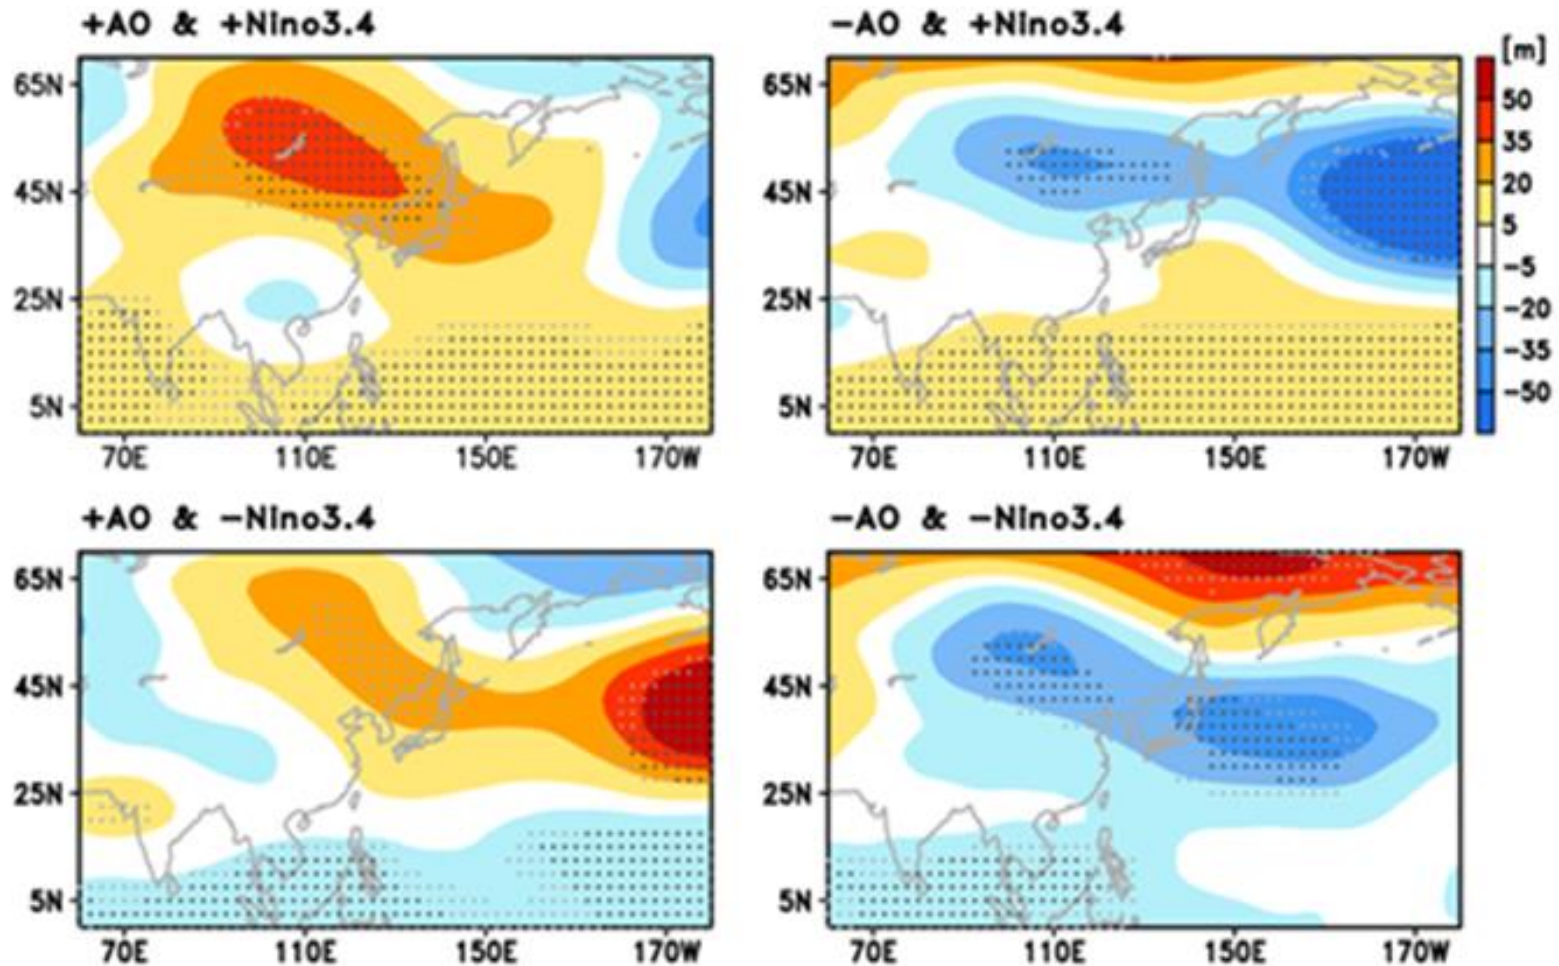 +AO & +Nino3.4
-AO & +Nino3.4
[m]
65N
45N
25N
5N
70E 110E 150E 170W
65N
45N
25N
5N
70E 110E 150E 170W
50
35
20
5
-5
-20
-35
-50
+AO & -Nino3.4
-AO & -Nino3.4
65N
45N
25N
5N
70E 110E 150E 170W
65N
45N
25N
5N
70E 110E 150E 170W